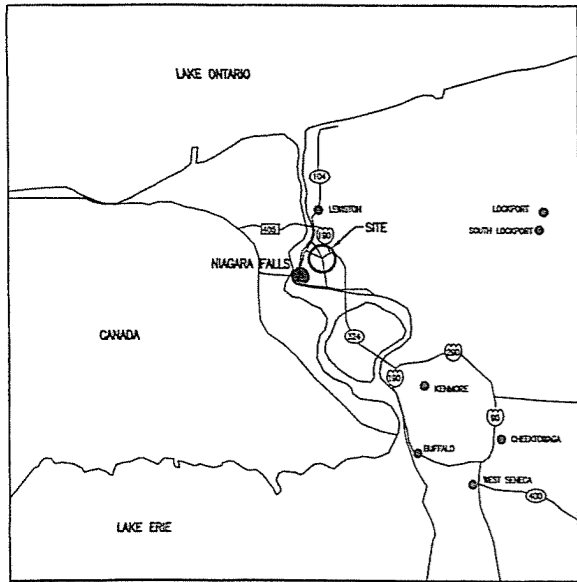 LAKE ONTARIO
104
LEWISTON
LOCKPORT
405
190
SITE
SOUTH LOCKPORT
NIAGARA FALLS
CANADA
324
290
190
KENMORE
90
CHEEKTOWAGA
BUFFALO
WEST SENECA
400
LAKE ERIE